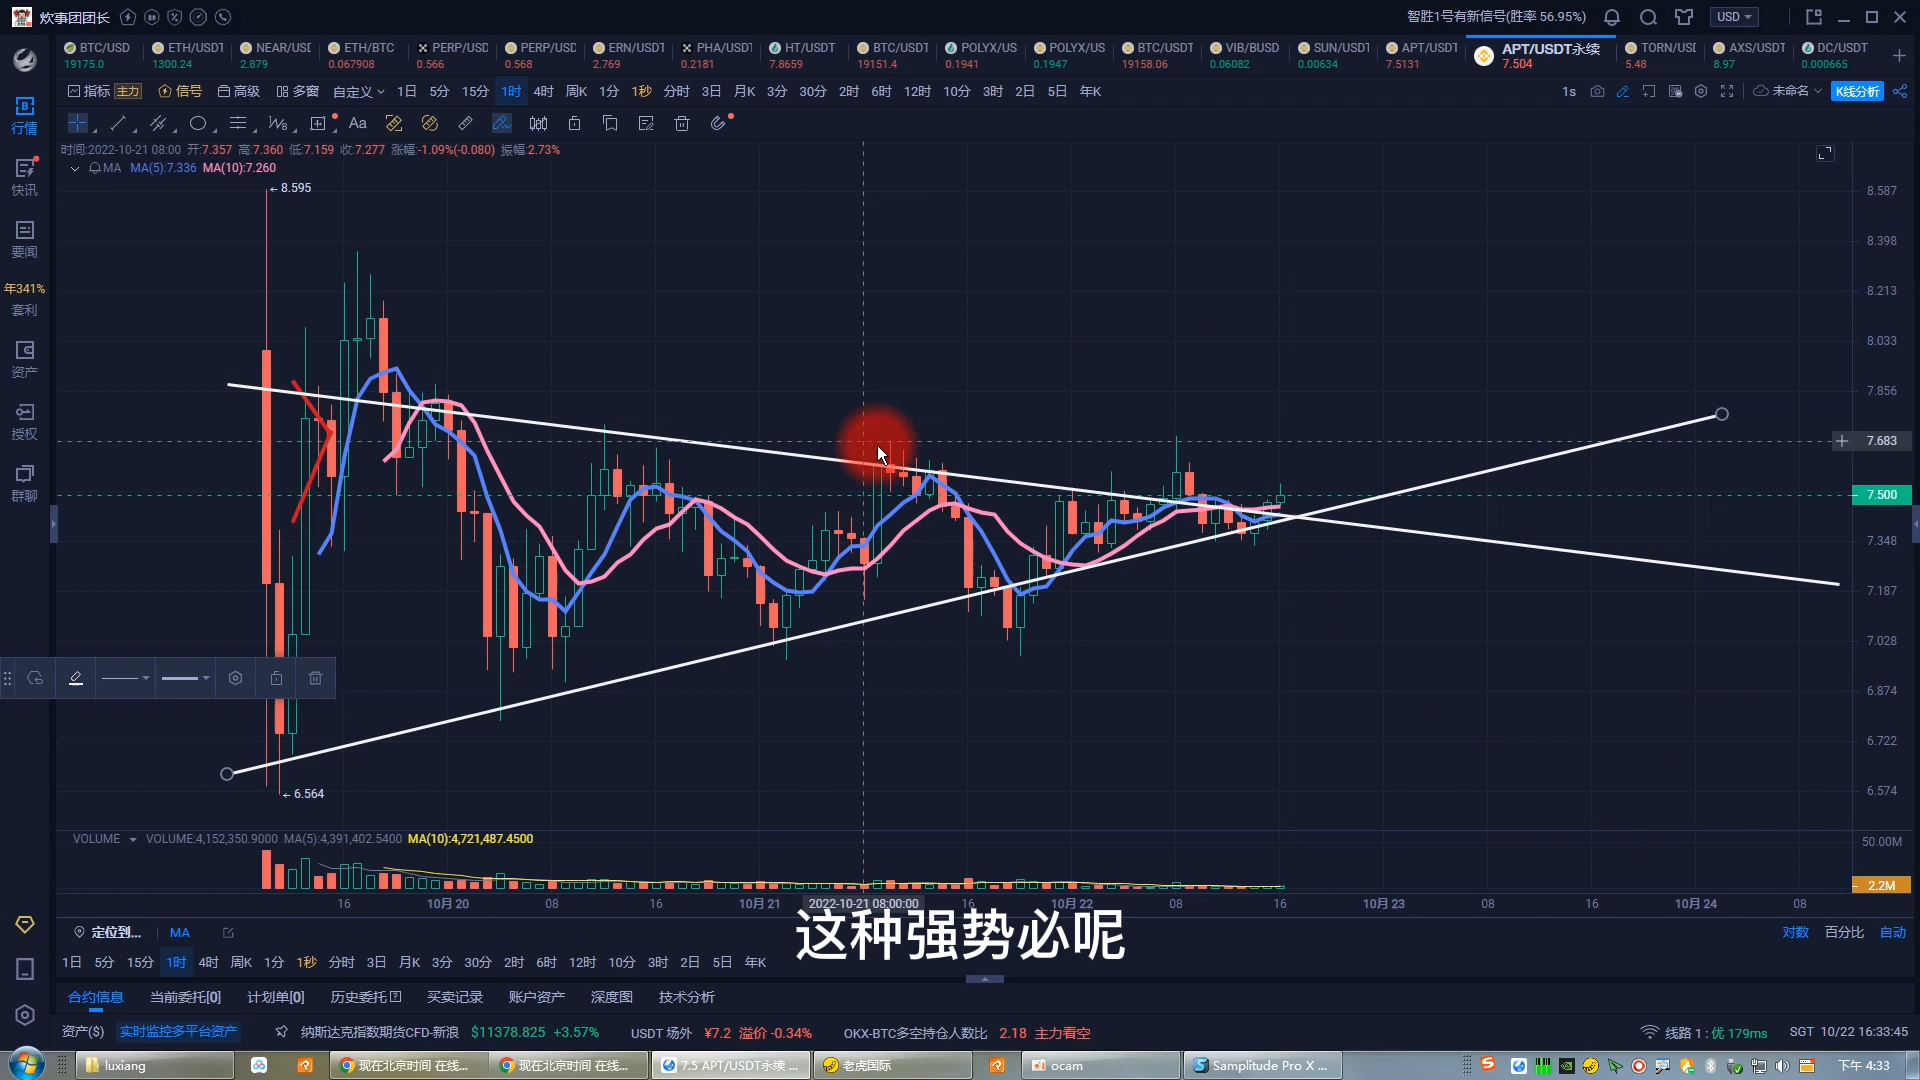 炊事团团长
智胜1号有新信号(胜率 56.95%)
USD
BTC/USD ETH/USDT NEAR/USD ETH/BTC PERP/USD PERP/USD ERN/USDT PHA/USDT HT/USDT BTC/USDT POLYX/US POLYX/US BTC/USDT VIB/BUSD SUN/USDT APT/USDT APT/USDT永续 TORN/USD AXS/USDT DC/USDT
19175.0 1300.24 2.879 0.067908 0.566 0.568 2.769 0.2181 7.8659 19151.4 0.1941 0.1947 19158.06 0.06082 0.00634 7.5131 7.504 5.48 8.97 0.000665
行情
快讯
要闻
年341%
套利
资产
授权
群聊
指标 主力 信号 高级 多窗 自定义 1日 5分 15分 1时 4时 周K 1分 1秒 分时 3日 月K 3分 30分 2时 6时 12时 10分 3时 2日 5日 年K 1s 未命名 K线分析
Aa
时间:2022-10-21 08:00 开:7.357 高:7.360 低:7.159 收:7.277 涨幅:-1.09%(-0.080) 振幅:2.73%
MA MA(5):7.336 MA(10):7.260
8.595
6.564
8.587
8.398
8.213
8.033
7.856
7.683
7.500
7.348
7.187
7.028
6.874
6.722
6.574
VOLUME VOLUME:4,152,350.9000 MA(5):4,391,402.5400 MA(10):4,721,487.4500
50.00M
2.2M
16 10月 20 08 16 10月 21 2022-10-21 08:00:00 16 10月 22 08 16 10月 23 08 16 10月 24 08
这种强势必呢
定位到... MA 对数 百分比 自动
1日 5分 15分 1时 4时 周K 1分 1秒 分时 3日 月K 3分 30分 2时 6时 12时 10分 3时 2日 5日 年K
合约信息 当前委托[0] 计划单[0] 历史委托 买卖记录 账户资产 深度图 技术分析
资产($) 实时监控多平台资产 纳斯达克指数期货CFD-新浪 $11378.825 +3.57% USDT 场外 ¥7.2 溢价 -0.34% OKX-BTC多空持仓人数比 2.18 主力看空 线路 1 : 优 179ms SGT 10/22 16:33:45
luxiang 现在北京时间 在线... 现在北京时间 在线... 7.5 APT/USDT永续 ... 老虎国际 ocam Samplitude Pro X ... 下午 4:33